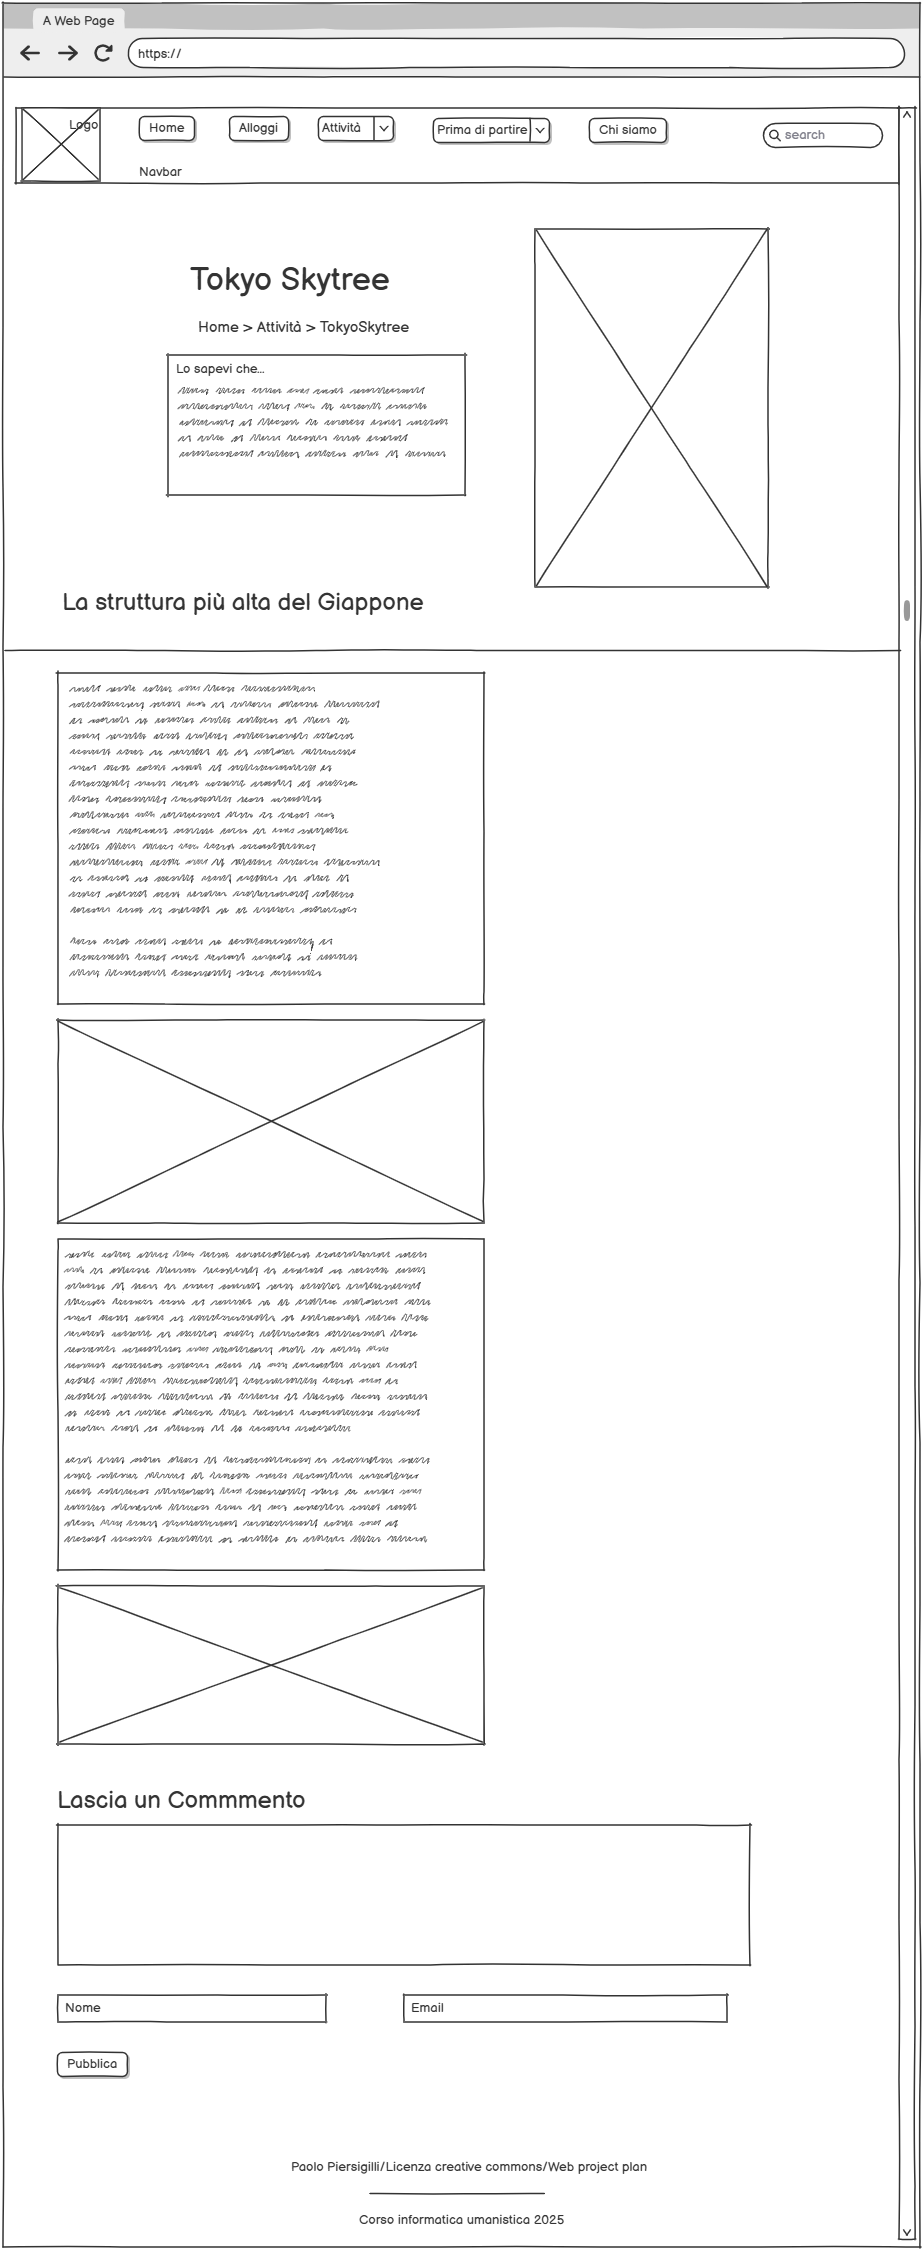 A Web Page
https://
Logo
Home
Alloggi
Attività
Prima di partire
Chi siamo
search
Navbar
Tokyo Skytree
Home > Attività > TokyoSkytree
Lo sapevi che...
La struttura più alta del Giappone
Lascia un Commmento
Nome
Email
Pubblica
Paolo Piersigilli/Licenza creative commons/Web project plan
Corso informatica umanistica 2025